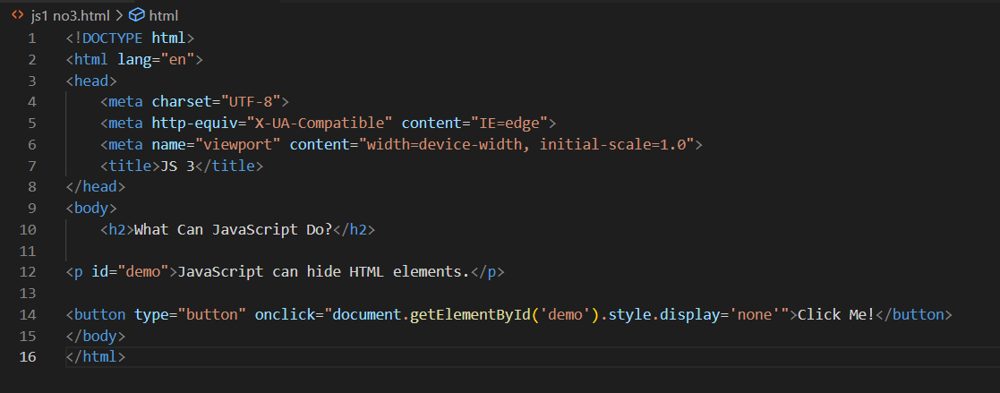 js1 no3.html > html
1 <!DOCTYPE html>
2 <html lang="en">
3 <head>
4     <meta charset="UTF-8">
5     <meta http-equiv="X-UA-Compatible" content="IE=edge">
6     <meta name="viewport" content="width=device-width, initial-scale=1.0">
7     <title>JS 3</title>
8 </head>
9 <body>
10     <h2>What Can JavaScript Do?</h2>
11
12 <p id="demo">JavaScript can hide HTML elements.</p>
13
14 <button type="button" onclick="document.getElementById('demo').style.display='none'">Click Me!</button>
15 </body>
16 </html>